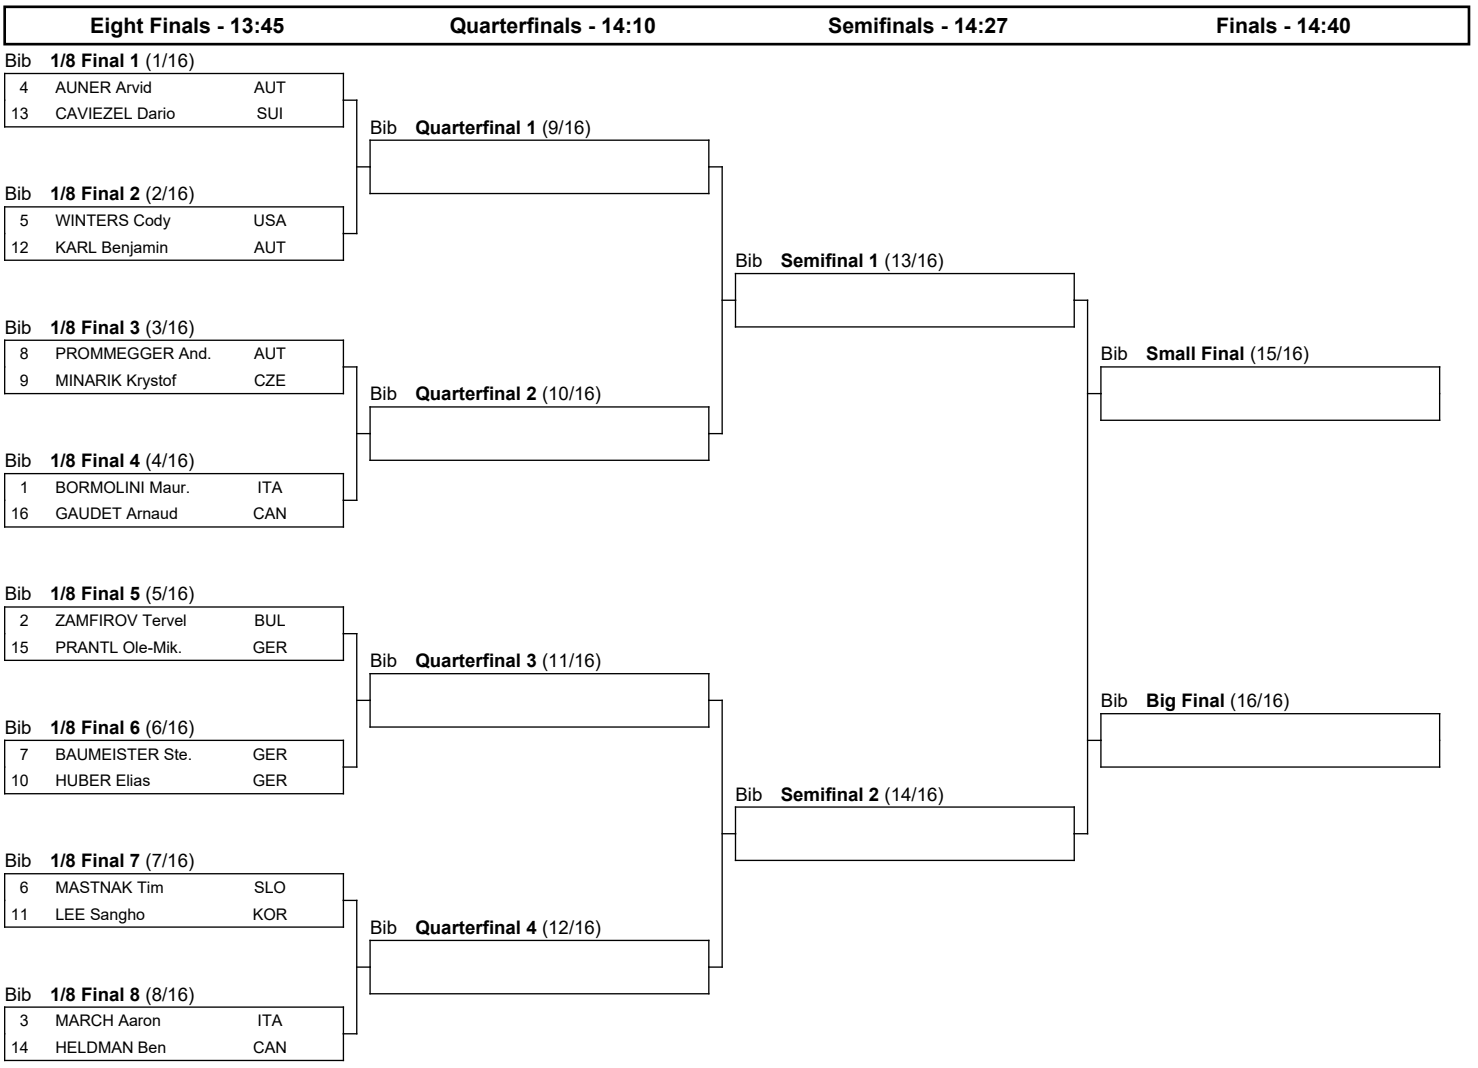 Eight Finals - 13:45 Quarterfinals - 14:10 Semifinals - 14:27 Finals - 14:40
Bib 1/8 Final 1 (1/16)
4 AUNER Arvid AUT
13 CAVIEZEL Dario SUI
Bib 1/8 Final 2 (2/16)
5 WINTERS Cody USA
12 KARL Benjamin AUT
Bib 1/8 Final 3 (3/16)
8 PROMMEGGER And. AUT
9 MINARIK Krystof CZE
Bib 1/8 Final 4 (4/16)
1 BORMOLINI Maur. ITA
16 GAUDET Arnaud CAN
Bib 1/8 Final 5 (5/16)
2 ZAMFIROV Tervel BUL
15 PRANTL Ole-Mik. GER
Bib 1/8 Final 6 (6/16)
7 BAUMEISTER Ste. GER
10 HUBER Elias GER
Bib 1/8 Final 7 (7/16)
6 MASTNAK Tim SLO
11 LEE Sangho KOR
Bib 1/8 Final 8 (8/16)
3 MARCH Aaron ITA
14 HELDMAN Ben CAN
Bib Quarterfinal 1 (9/16)
Bib Quarterfinal 2 (10/16)
Bib Quarterfinal 3 (11/16)
Bib Quarterfinal 4 (12/16)
Bib Semifinal 1 (13/16)
Bib Semifinal 2 (14/16)
Bib Small Final (15/16)
Bib Big Final (16/16)